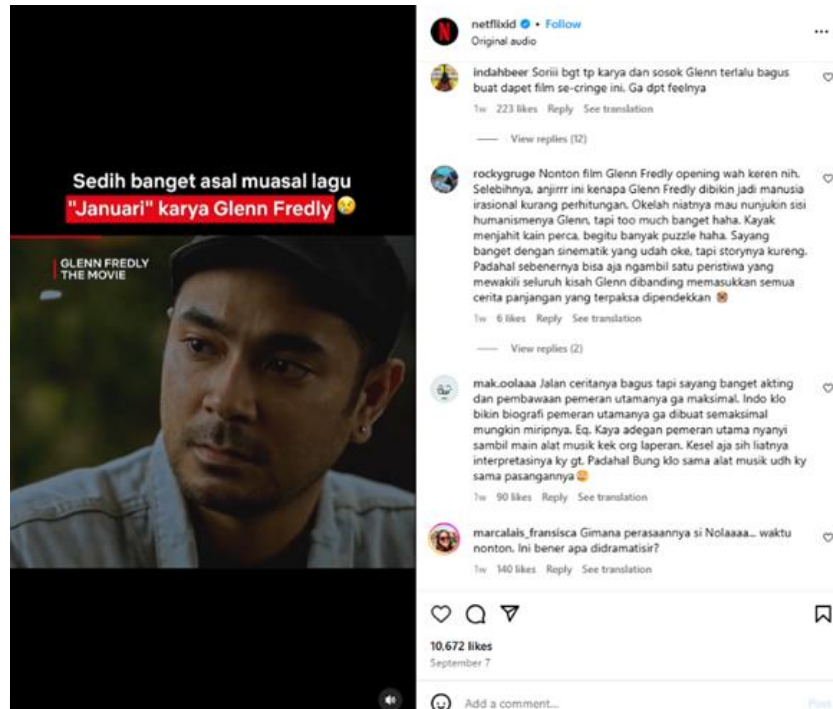 Sedih banget asal muasal lagu
"Januari" karya Glenn Fredly 😢
GLENN FREDLY
THE MOVIE
N
netflixid • Follow
Original audio
indahbeer Soriii bgt tp karya dan sosok Glenn terlalu bagus
buat dapet film se-cringe ini. Ga dpt feelnya
1w 223 likes Reply See translation
View replies (12)
rockygruge Nonton film Glenn Fredly opening wah keren nih.
Selebihnya, anjirrr ini kenapa Glenn Fredly dibikin jadi manusia
irasional kurang perhitungan. Okelah niatnya mau nunjukin sisi
humanismenya Glenn, tapi too much banget haha. Kayak
menjahit kain perca, begitu banyak puzzle haha. Sayang
banget dengan sinematik yang udah oke, tapi storynya kureng.
Padahal sebenernya bisa aja ngambil satu peristiwa yang
mewakili seluruh kisah Glenn dibanding memasukkan semua
cerita panjangan yang terpaksa dipendekkan
1w 6 likes Reply See translation
View replies (2)
mak.oolaaa Jalan ceritanya bagus tapi sayang banget akting
dan pembawaan pemeran utamanya ga maksimal. Indo klo
bikin biografi pemeran utamanya ga dibuat semaksimal
mungkin miripnya. Eq. Kaya adegan pemeran utama nyanyi
sambil main alat musik kek org laperan. Kesel aja sih liatnya
interpretasinya ky gt. Padahal Bung klo sama alat musik udh ky
sama pasangannya
1w 90 likes Reply See translation
marcalais_fransisca Gimana perasaannya si Nolaaaa... waktu
nonton. Ini bener apa didramatisir?
1w 140 likes Reply See translation
10.672 likes
September 7
Add a comment...
Post